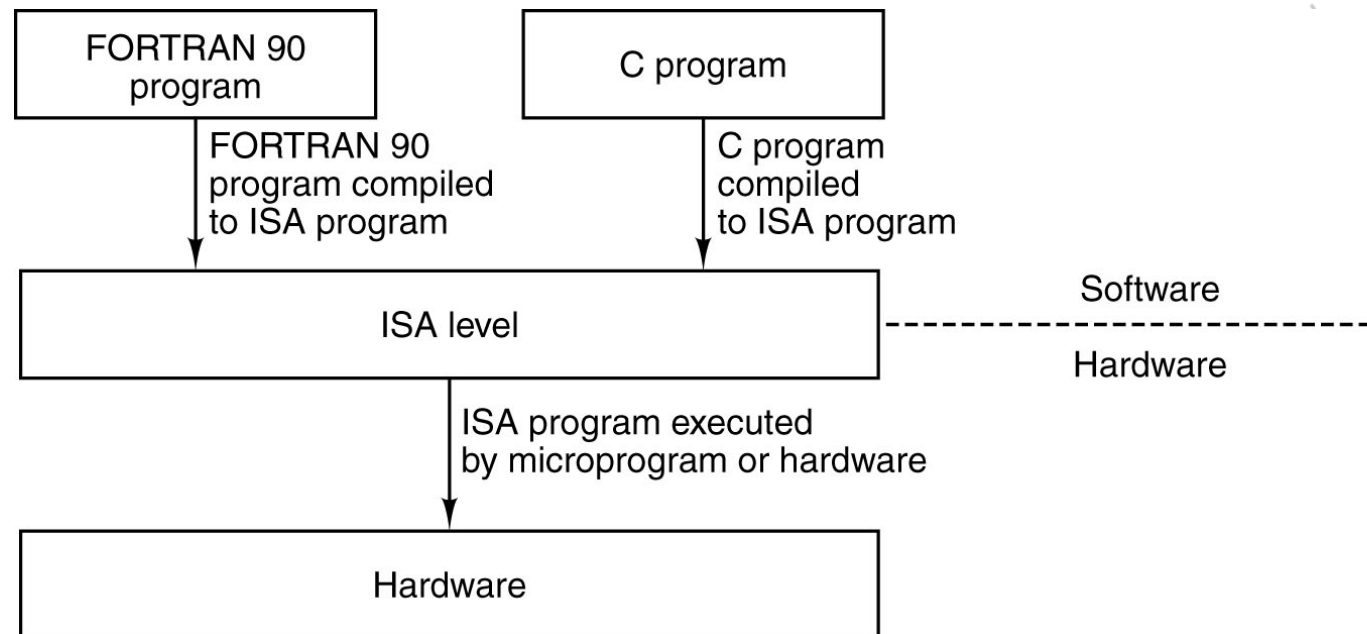 FORTRAN 90
program
C program
FORTRAN 90
program compiled
to ISA program
C program
compiled
to ISA program
ISA level
Software
Hardware
ISA program executed
by microprogram or hardware
Hardware